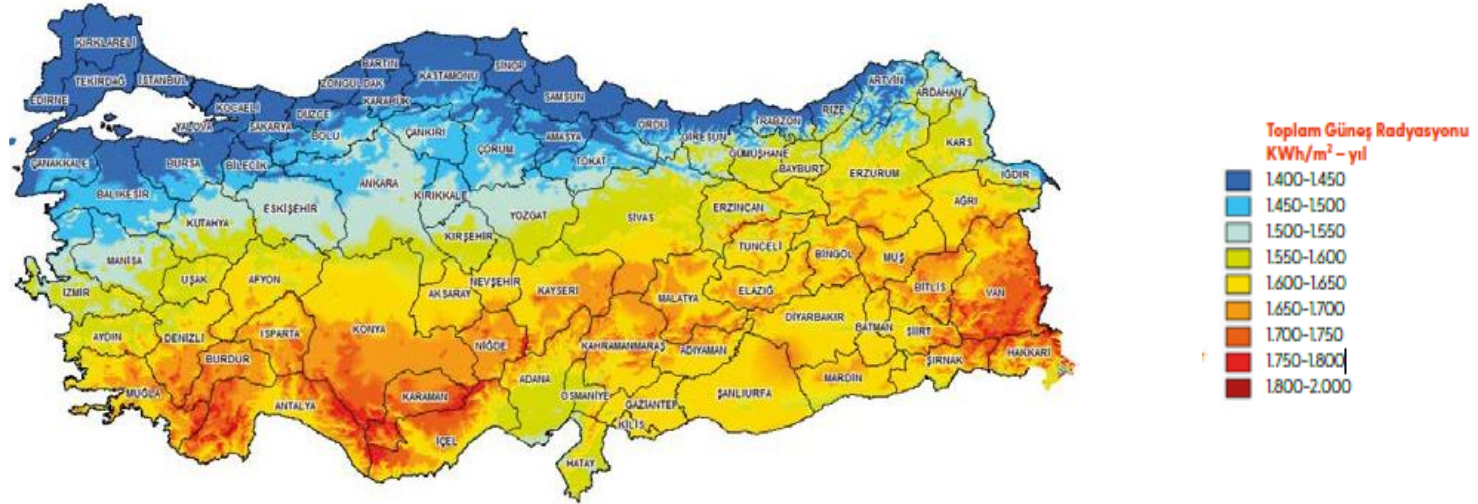 KIRKLARELİ
TEKİRDAĞ
İSTANBUL
EDİRNE
KOCAELİ
YALOVA
SAKARYA
DÜZCE
ZONGULDAK
BARTIN
KARABÜK
KASTAMONU
SİNOP
SAMSUN
BOLU
ÇANKIRI
AMASYA
ORDU
GİRESUN
TRABZON
RİZE
ARTVİN
ARDAHAN
ÇANAKKALE
BURSA
BİLECİK
ÇORUM
TOKAT
GÜMÜŞHANE
BAYBURT
KARS
ERZURUM
IĞDIR
BALIKESİR
ESKİŞEHİR
ANKARA
KIRIKKALE
KÜTAHYA
YOZGAT
SİVAS
ERZİNCAN
AĞRI
KIRŞEHİR
MANİSA
TUNCELİ
BİNGÖL
MUŞ
UŞAK
AFYON
NEVŞEHİR
KAYSERİ
İZMİR
AKSARAY
MALATYA
ELAZIĞ
BİTLİS
VAN
DİYARBAKIR
AYDIN
DENİZLİ
ISPARTA
KONYA
NİĞDE
KAHRAMANMARAŞ
ADIYAMAN
BATMAN
SİİRT
BURDUR
ŞIRNAK
HAKKARİ
MUĞLA
ANTALYA
KARAMAN
ADANA
OSMANİYE
GAZİANTEP
ŞANLIURFA
MARDİN
KİLİS
İÇEL
HATAY
Toplam Güneş Radyasyonu
KWh/m² – yıl
1.400-1.450
1.450-1.500
1.500-1.550
1.550-1.600
1.600-1.650
1.650-1.700
1.700-1.750
1.750-1.800
1.800-2.000